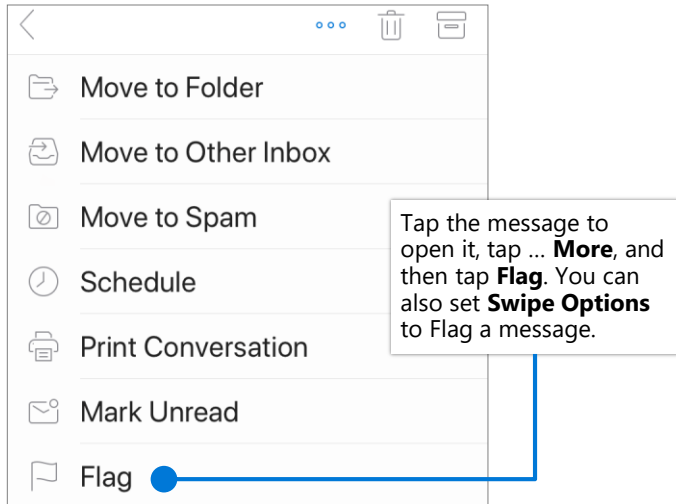 Move to Folder
Move to Other Inbox
Move to Spam
Schedule
Print Conversation
Mark Unread
Flag
Tap the message to
open it, tap ... More, and
then tap Flag. You can
also set Swipe Options
to Flag a message.